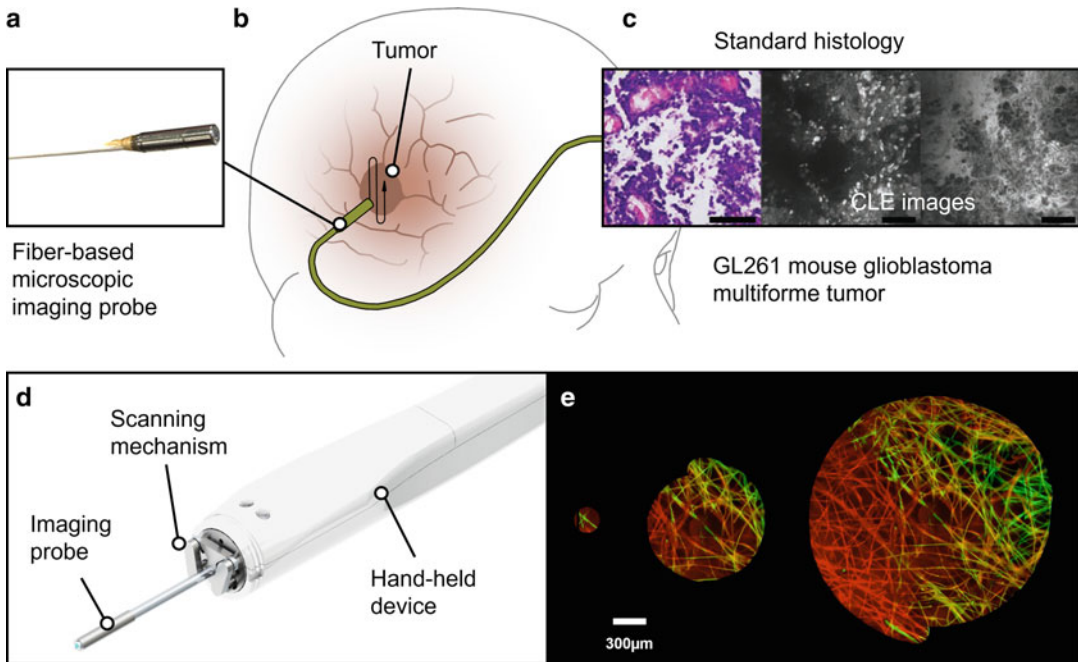 a
b
c
Tumor
Standard histology
CLE images
Fiber-based
microscopic
imaging probe
GL261 mouse glioblastoma
multiforme tumor
d
Scanning
mechanism
Imaging
probe
Hand-held
device
e
300µm